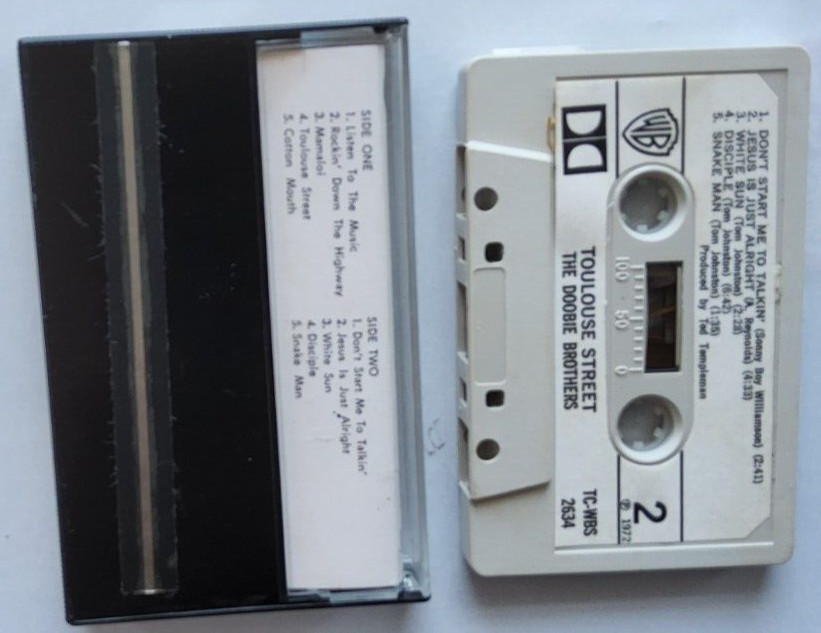 SIDE ONE
1. Listen To The Music
2. Rockin' Down The Highway
3. Mamaloi
4. Toulouse Street
5. Cotton Mouth
SIDE TWO
1. Don't Start Me To Talkin'
2. Jesus Is Just Alright
3. White Sun
4. Disciple
5. Snake Man
1. DON'T START ME TO TALKIN' (Sonny Boy Williamson) (2:41)
2. JESUS IS JUST ALRIGHT (A. Reynolds) (4:33)
3. WHITE SUN (Tom Johnston) (2:28)
4. DISCIPLE (Tom Johnston) (6:42)
5. SNAKE MAN (Tom Johnston) (1:35)
Produced by Ted Templeman
WB
2
℗ 1972
100 50 0
TOULOUSE STREET
THE DOOBIE BROTHERS
TC-WBS
2634